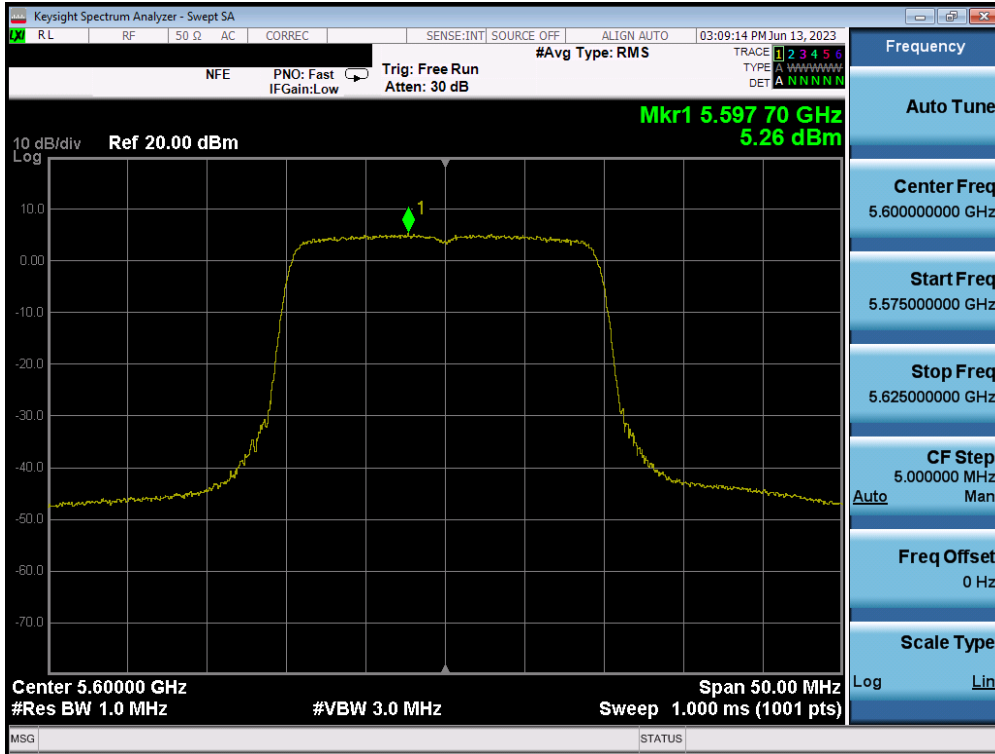 Keysight Spectrum Analyzer - Swept SA
LXI RL RF 50 Ω AC CORREC SENSE:INT SOURCE OFF ALIGN AUTO 03:09:14 PM Jun 13, 2023
NFE PNO: Fast Trig: Free Run #Avg Type: RMS TRACE 1 2 3 4 5 6
IFGain:Low Atten: 30 dB TYPE A WWWWW
DET A N N N N N
Mkr1 5.597 70 GHz
5.26 dBm
10 dB/div Ref 20.00 dBm
Log
1
10.0
0.00
-10.0
-20.0
-30.0
-40.0
-50.0
-60.0
-70.0
Center 5.60000 GHz Span 50.00 MHz
#Res BW 1.0 MHz #VBW 3.0 MHz Sweep 1.000 ms (1001 pts)
MSG STATUS
Frequency
Auto Tune
Center Freq
5.600000000 GHz
Start Freq
5.575000000 GHz
Stop Freq
5.625000000 GHz
CF Step
5.000000 MHz
Auto Man
Freq Offset
0 Hz
Scale Type
Log Lin